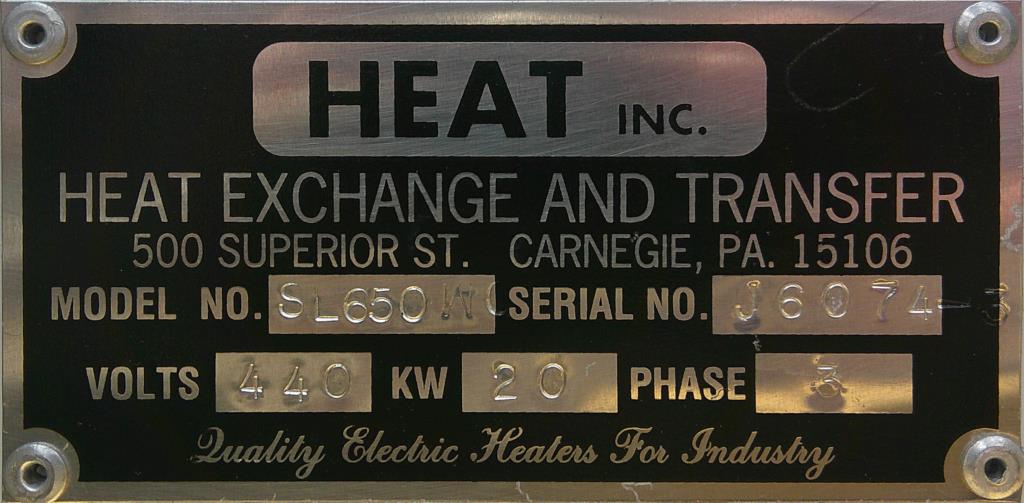 HEAT INC.
HEAT EXCHANGE AND TRANSFER
500 SUPERIOR ST. CARNEGIE, PA. 15106
MODEL NO. SERIAL NO. J6074-3
VOLTS 440 KW 20 PHASE 3
Quality Electric Heaters For Industry